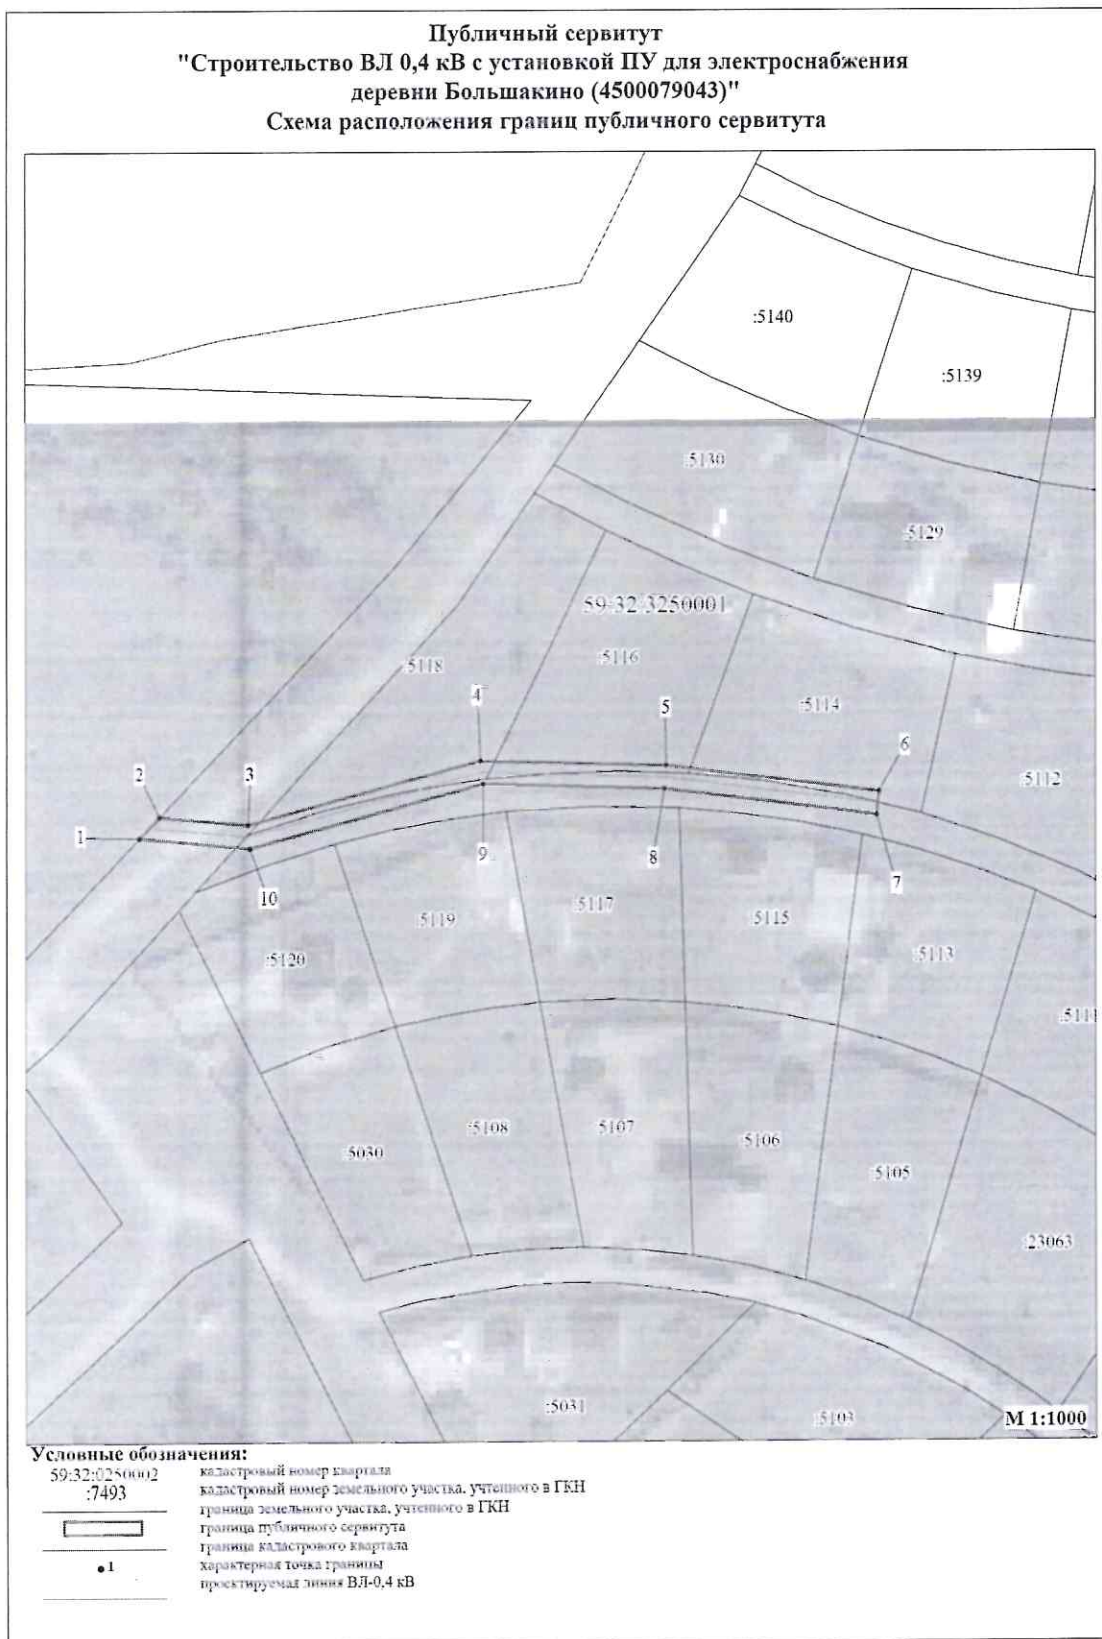 Публичный сервитут
"Строительство ВЛ 0,4 кВ с установкой ПУ для электроснабжения
деревни Большакино (4500079043)"
Схема расположения границ публичного сервитута
:5140
:5139
:5130
:5129
59:32:3250001
:5118
:5116
:5114
:5112
4
5
6
2
3
1
10
9
8
7
:5119
:5117
:5115
:5113
:5120
:5111
:5030
:5108
5107
:5106
:5105
:23063
:5031
:5103
М 1:1000
Условные обозначения:
59:32:0250002 кадастровый номер квартала
:7493 кадастровый номер земельного участка, учтенного в ГКН
граница земельного участка, учтенного в ГКН
граница публичного сервитута
граница кадастрового квартала
1 характерная точка границы
проектируемая линия ВЛ-0,4 кВ